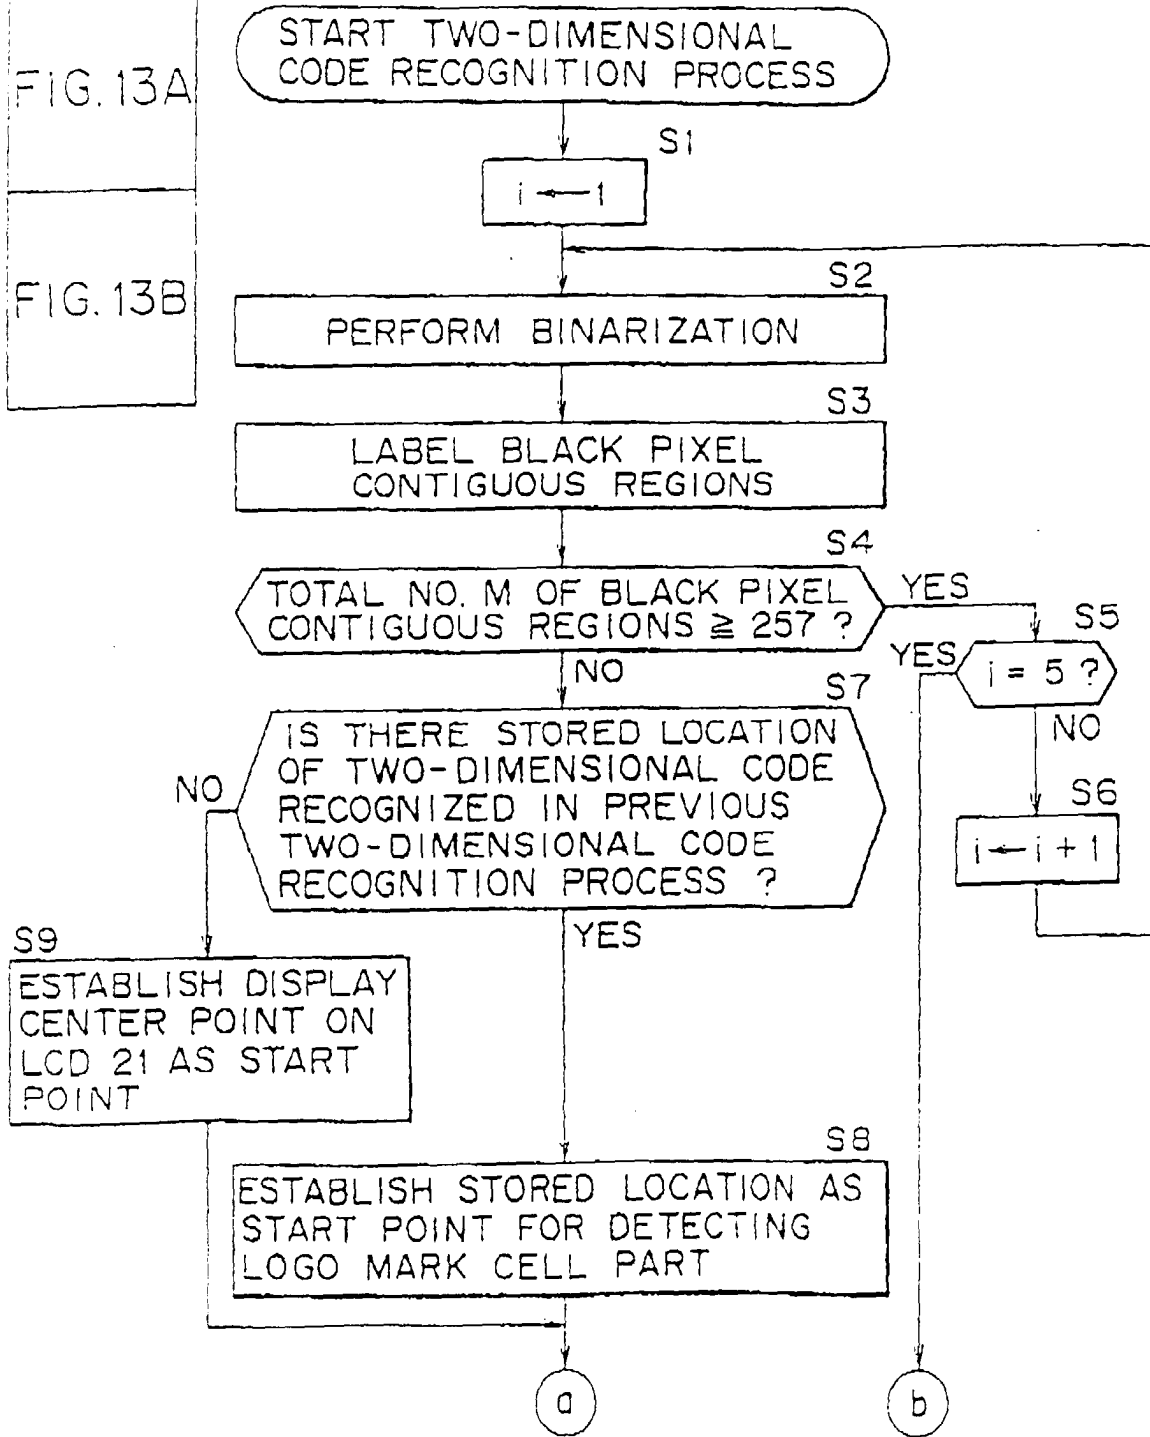 FIG. 13A
FIG. 13B
START TWO-DIMENSIONAL
CODE RECOGNITION PROCESS
S1
i ← 1
S2
PERFORM BINARIZATION
S3
LABEL BLACK PIXEL
CONTIGUOUS REGIONS
S4
TOTAL NO. M OF BLACK PIXEL
CONTIGUOUS REGIONS ≧ 257 ?
YES
NO
S5
i = 5 ?
YES
NO
S6
i ← i + 1
S7
IS THERE STORED LOCATION
OF TWO-DIMENSIONAL CODE
RECOGNIZED IN PREVIOUS
TWO-DIMENSIONAL CODE
RECOGNITION PROCESS ?
NO
YES
S9
ESTABLISH DISPLAY
CENTER POINT ON
LCD 21 AS START
POINT
S8
ESTABLISH STORED LOCATION AS
START POINT FOR DETECTING
LOGO MARK CELL PART
a
b